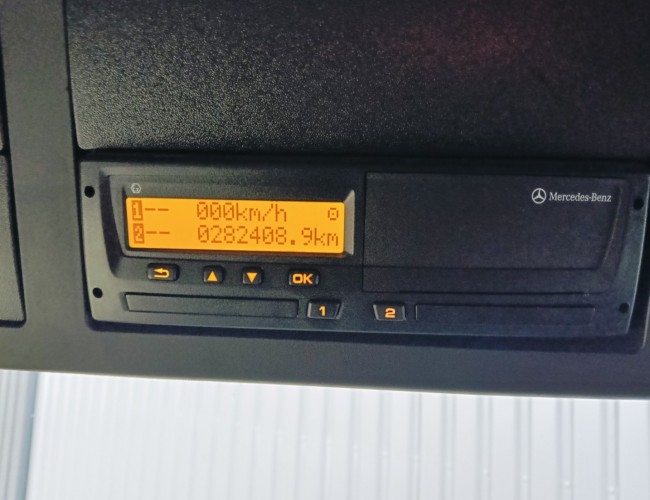 Mercedes-Benz
1-- 000km/h
2-- 0282408.9km
OK
1
2